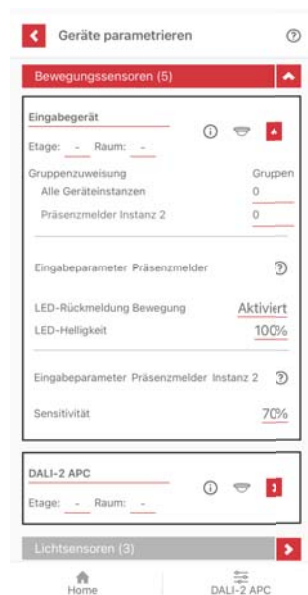 Geräte parametrieren
Bewegungssensoren (5)
Eingabegerät
Etage: - Raum: -
Gruppenzuweisung Gruppen
Alle Geräteinstanzen 0
Präsenzmelder Instanz 2 0
Eingabeparameter Präsenzmelder
LED-Rückmeldung Bewegung Aktiviert
LED-Helligkeit 100%
Eingabeparameter Präsenzmelder Instanz 2
Sensitivität 70%
DALI-2 APC
Etage: - Raum: -
Lichtsensoren (3)
Home DALI-2 APC